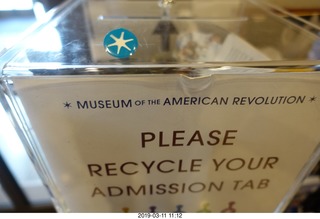 * MUSEUM OF THE AMERICAN REVOLUTION *
PLEASE
RECYCLE YOUR
ADMISSION TAB
2019-03-11 11:12